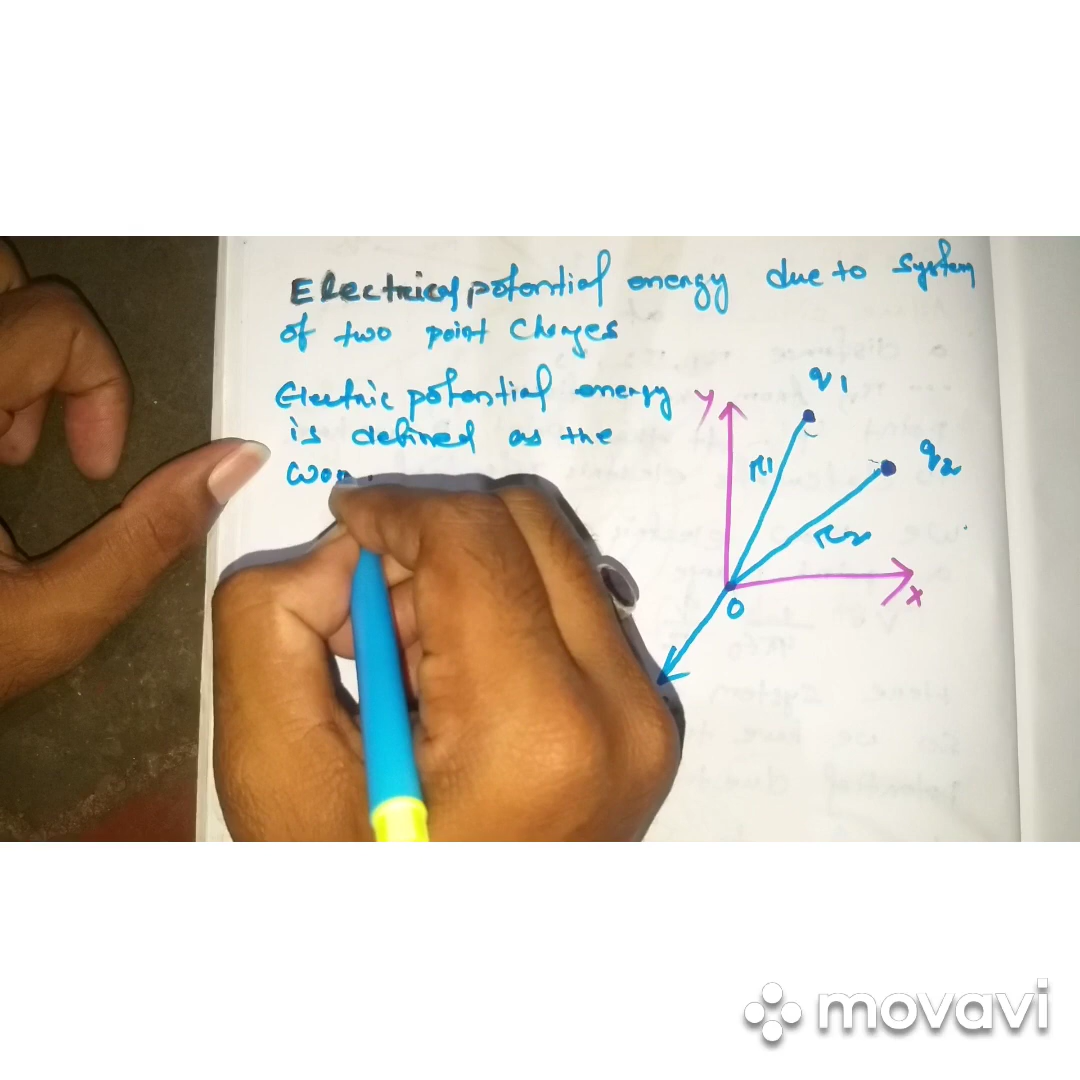 Electrical potential energy due to system
of two point charges
Electric potential energy
is defined as the
wor
Y
q1
r1
q2
r2
X
O
movavi